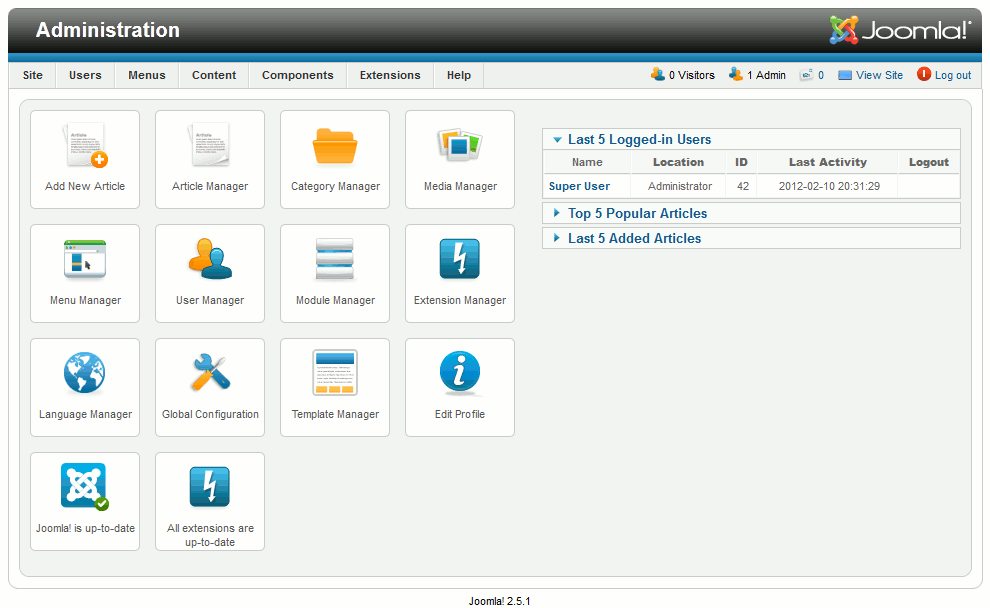 Administration
Joomla!®
Site Users Menus Content Components Extensions Help 0 Visitors 1 Admin 0 View Site Log out
Article
Add New Article
Article
Article Manager
Category Manager
Media Manager
Menu Manager
User Manager
Module Manager
Extension Manager
Language Manager
Global Configuration
Template Manager
Edit Profile
Joomla! is up-to-date
All extensions are
up-to-date
Last 5 Logged-in Users
Name Location ID Last Activity Logout
Super User Administrator 42 2012-02-10 20:31:29
Top 5 Popular Articles
Last 5 Added Articles
Joomla! 2.5.1